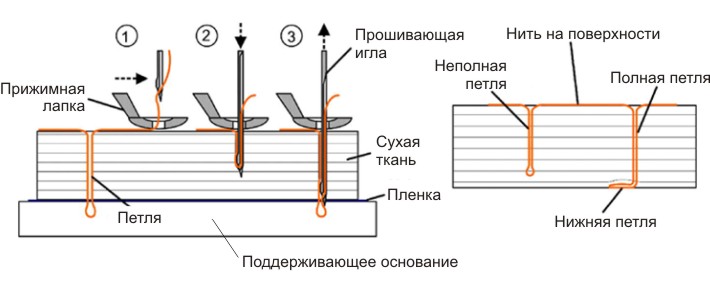 1
2
3
Прошивающая
игла
Прижимная
лапка
Сухая
ткань
Пленка
Петля
Поддерживающее основание
Нить на поверхности
Неполная
петля
Полная петля
Нижняя петля